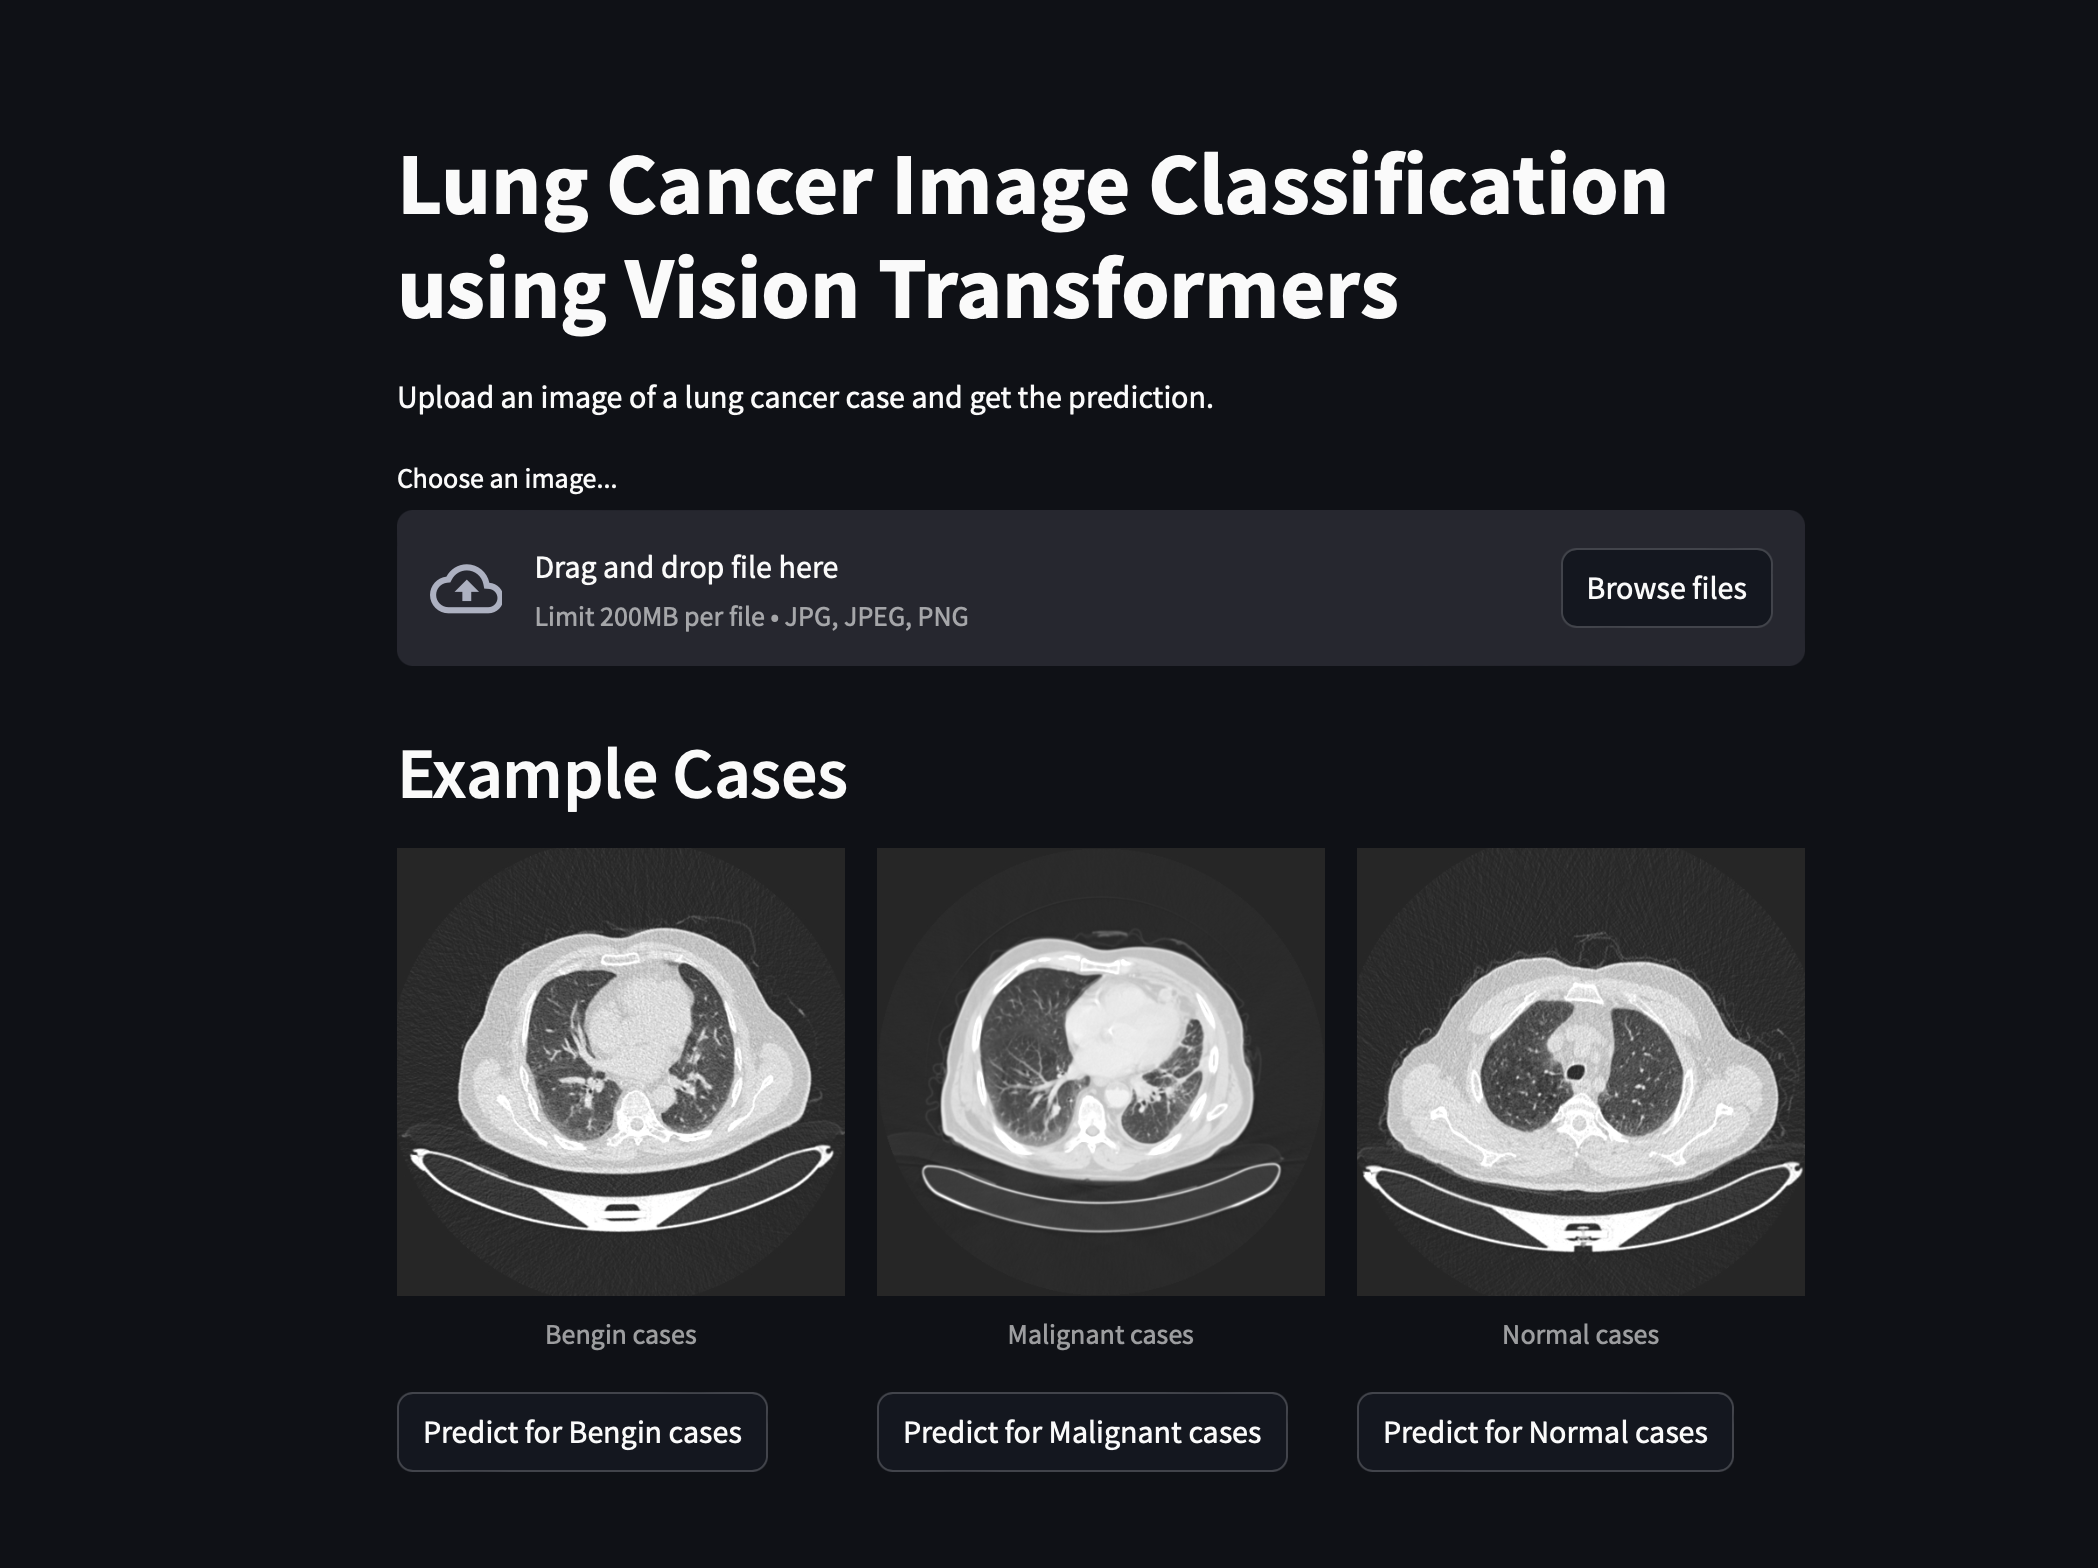 Lung Cancer Image Classification
using Vision Transformers
Upload an image of a lung cancer case and get the prediction.
Choose an image...
Drag and drop file here
Limit 200MB per file • JPG, JPEG, PNG
Browse files
Example Cases
Bengin cases
Malignant cases
Normal cases
Predict for Bengin cases
Predict for Malignant cases
Predict for Normal cases